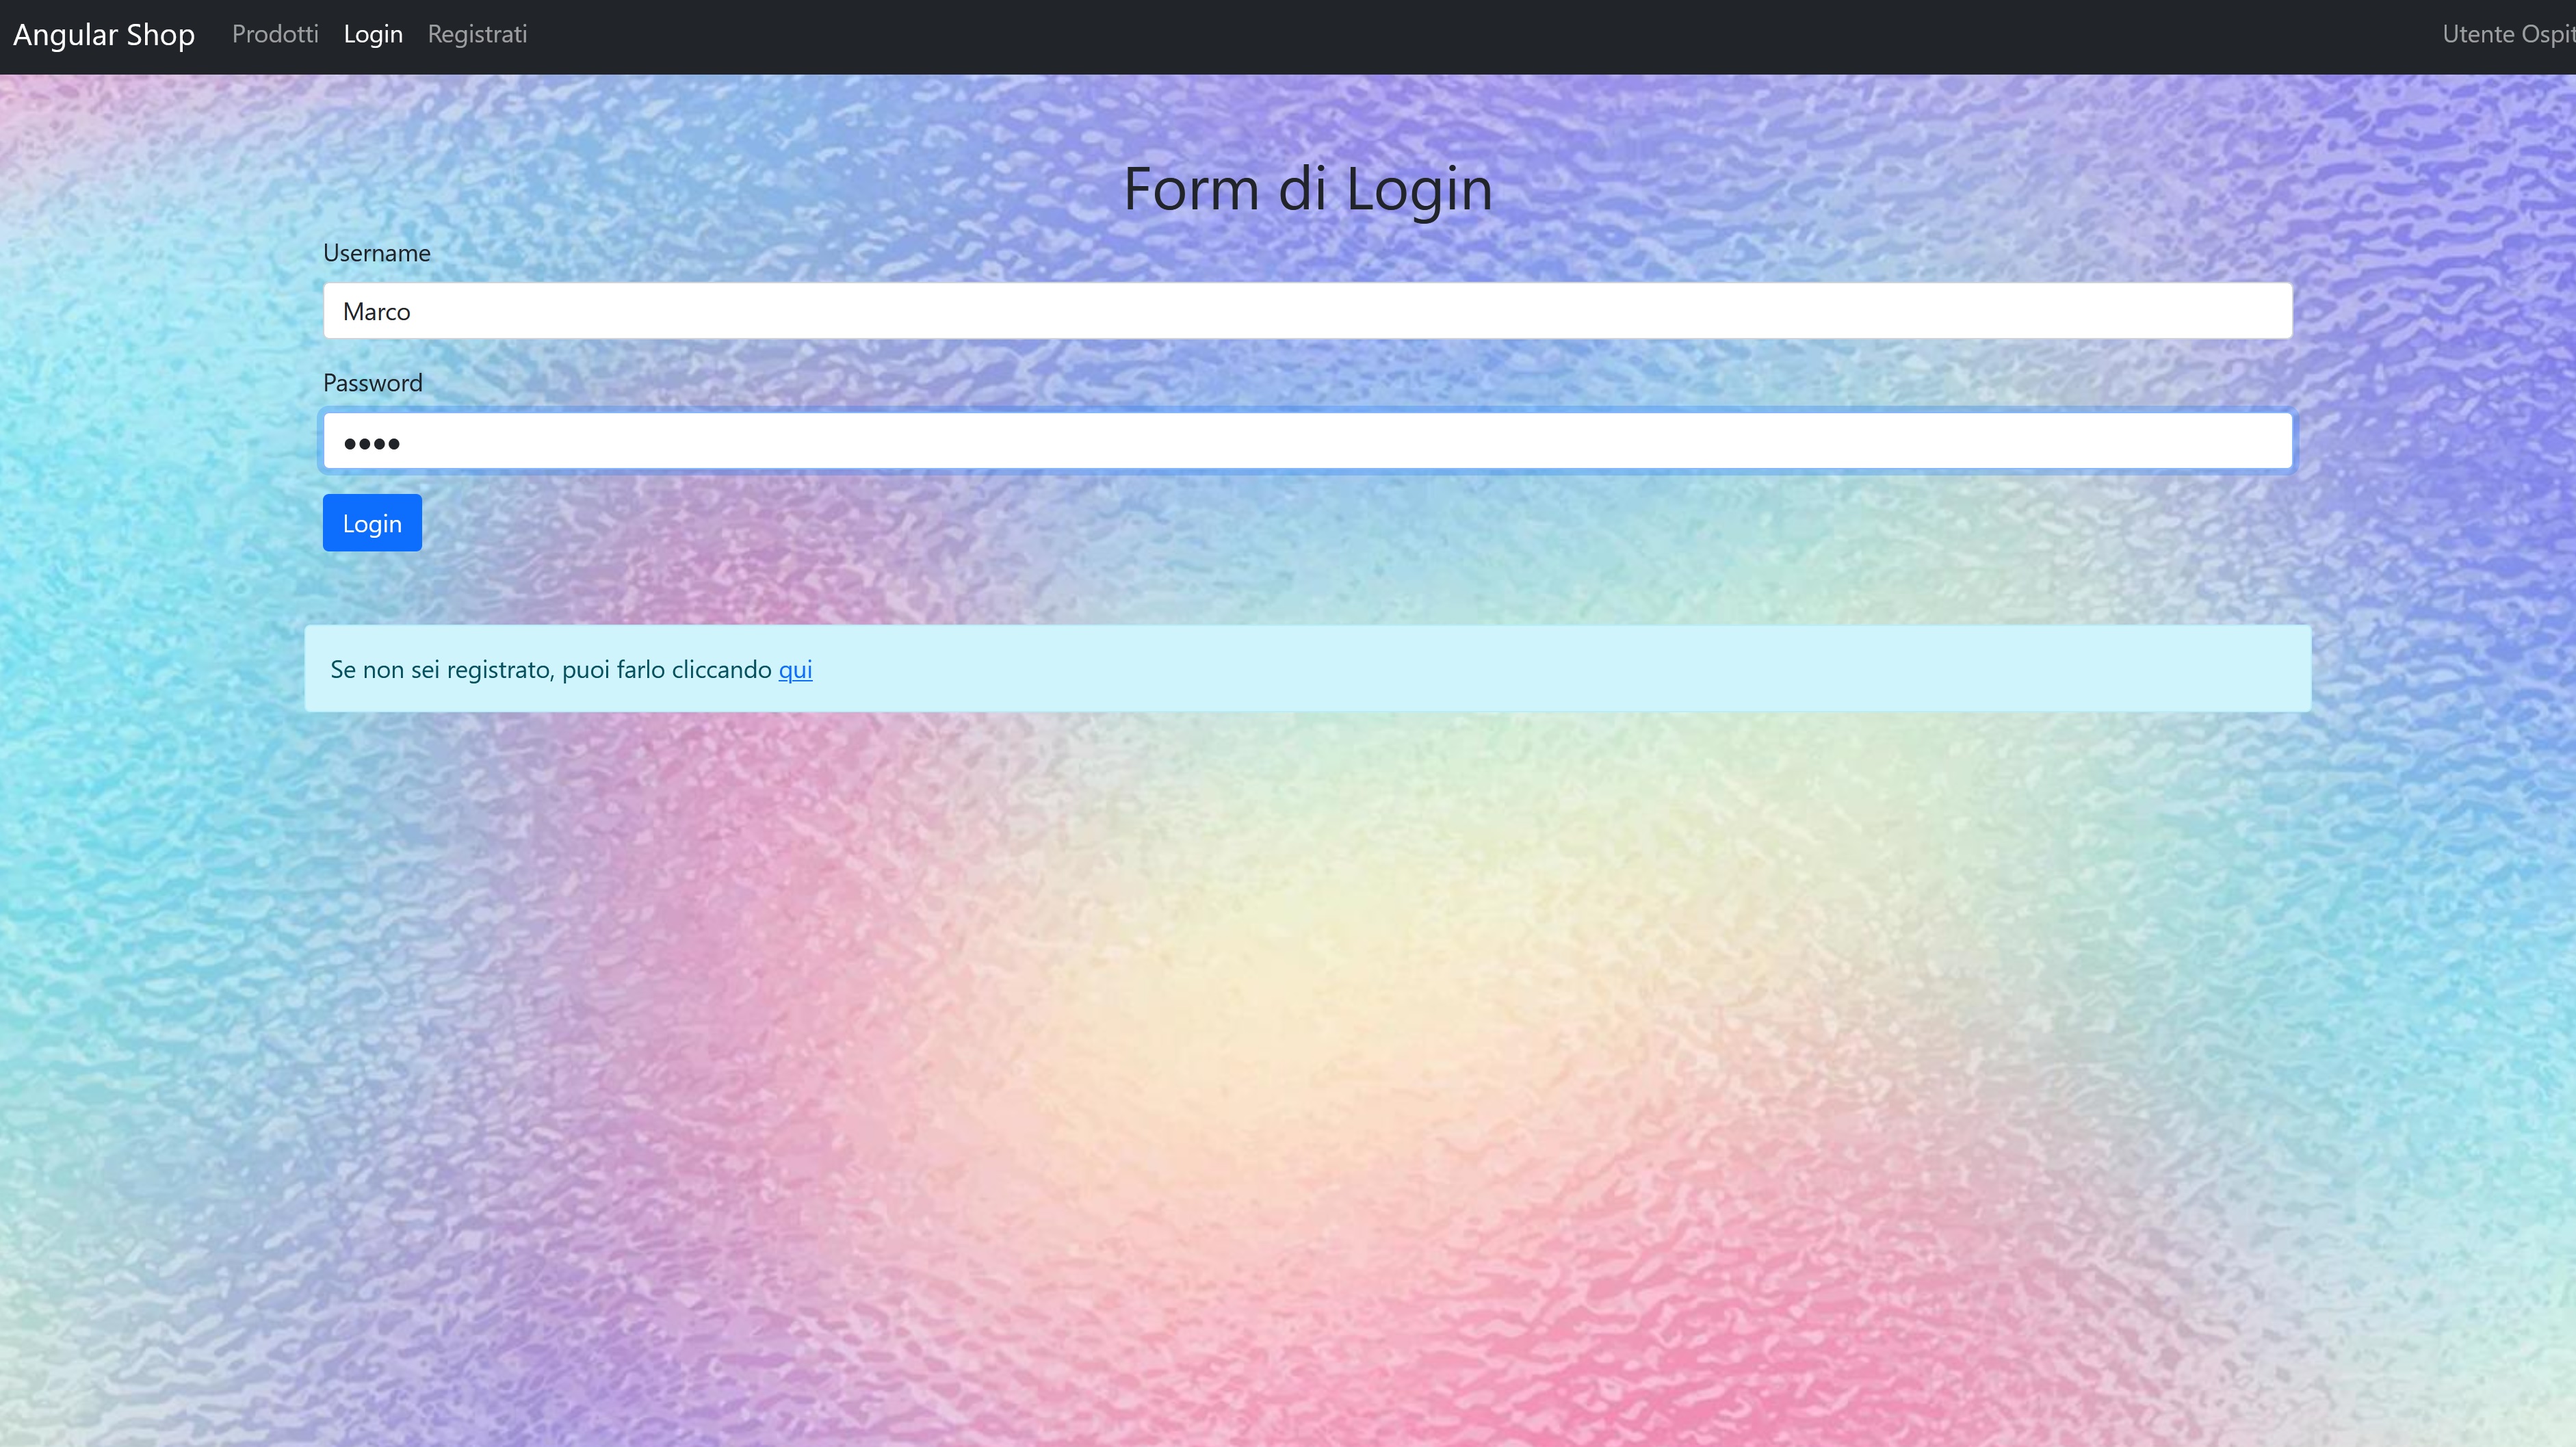 Angular Shop Prodotti Login Registrati Utente
Form di Login
Username
Marco
Password
••••
Login
Se non sei registrato, puoi farlo cliccando qui